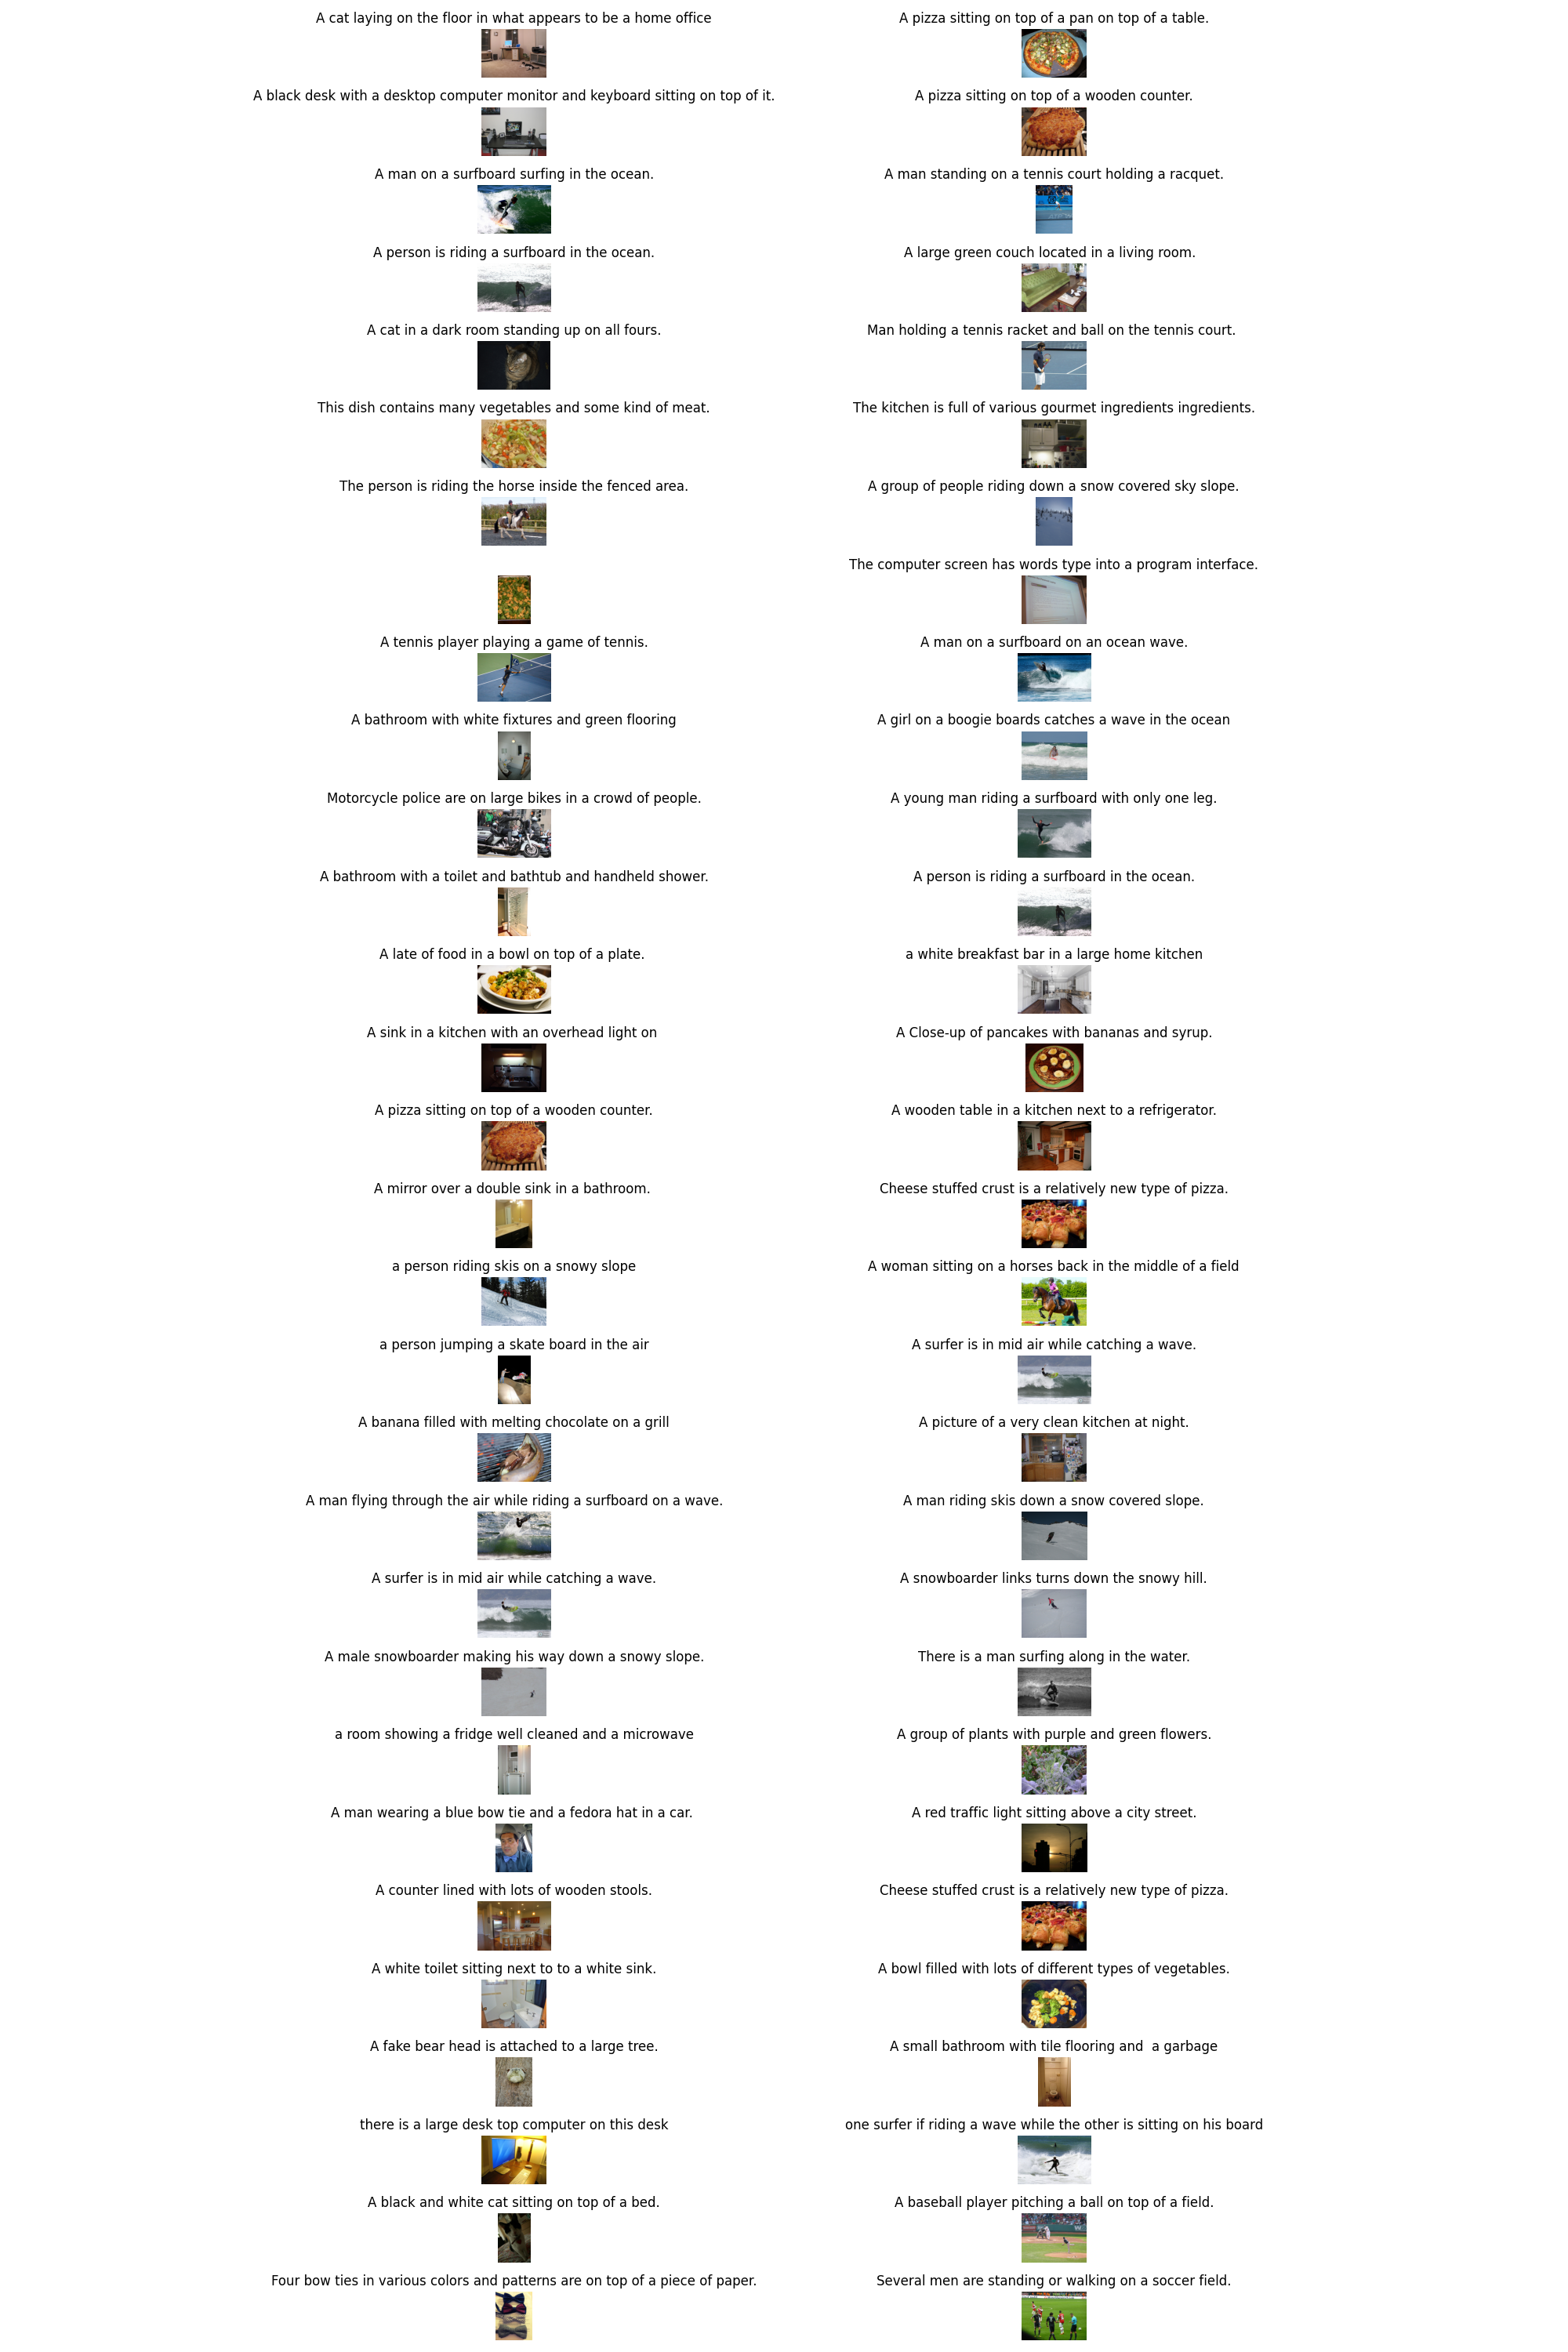 A cat laying on the floor in what appears to be a home office
A pizza sitting on top of a pan on top of a table.
A black desk with a desktop computer monitor and keyboard sitting on top of it.
A pizza sitting on top of a wooden counter.
A man on a surfboard surfing in the ocean.
A man standing on a tennis court holding a racquet.
A person is riding a surfboard in the ocean.
A large green couch located in a living room.
A cat in a dark room standing up on all fours.
Man holding a tennis racket and ball on the tennis court.
This dish contains many vegetables and some kind of meat.
The kitchen is full of various gourmet ingredients ingredients.
The person is riding the horse inside the fenced area.
A group of people riding down a snow covered sky slope.
The computer screen has words type into a program interface.
A tennis player playing a game of tennis.
A man on a surfboard on an ocean wave.
A bathroom with white fixtures and green flooring
A girl on a boogie boards catches a wave in the ocean
Motorcycle police are on large bikes in a crowd of people.
A young man riding a surfboard with only one leg.
A bathroom with a toilet and bathtub and handheld shower.
A person is riding a surfboard in the ocean.
A late of food in a bowl on top of a plate.
a white breakfast bar in a large home kitchen
A sink in a kitchen with an overhead light on
A Close-up of pancakes with bananas and syrup.
A pizza sitting on top of a wooden counter.
A wooden table in a kitchen next to a refrigerator.
A mirror over a double sink in a bathroom.
Cheese stuffed crust is a relatively new type of pizza.
a person riding skis on a snowy slope
A woman sitting on a horses back in the middle of a field
a person jumping a skate board in the air
A surfer is in mid air while catching a wave.
A banana filled with melting chocolate on a grill
A picture of a very clean kitchen at night.
A man flying through the air while riding a surfboard on a wave.
A man riding skis down a snow covered slope.
A surfer is in mid air while catching a wave.
A snowboarder links turns down the snowy hill.
A male snowboarder making his way down a snowy slope.
There is a man surfing along in the water.
a room showing a fridge well cleaned and a microwave
A group of plants with purple and green flowers.
A man wearing a blue bow tie and a fedora hat in a car.
A red traffic light sitting above a city street.
A counter lined with lots of wooden stools.
Cheese stuffed crust is a relatively new type of pizza.
A white toilet sitting next to to a white sink.
A bowl filled with lots of different types of vegetables.
A fake bear head is attached to a large tree.
A small bathroom with tile flooring and  a garbage
there is a large desk top computer on this desk
one surfer if riding a wave while the other is sitting on his board
A black and white cat sitting on top of a bed.
A baseball player pitching a ball on top of a field.
Four bow ties in various colors and patterns are on top of a piece of paper.
Several men are standing or walking on a soccer field.